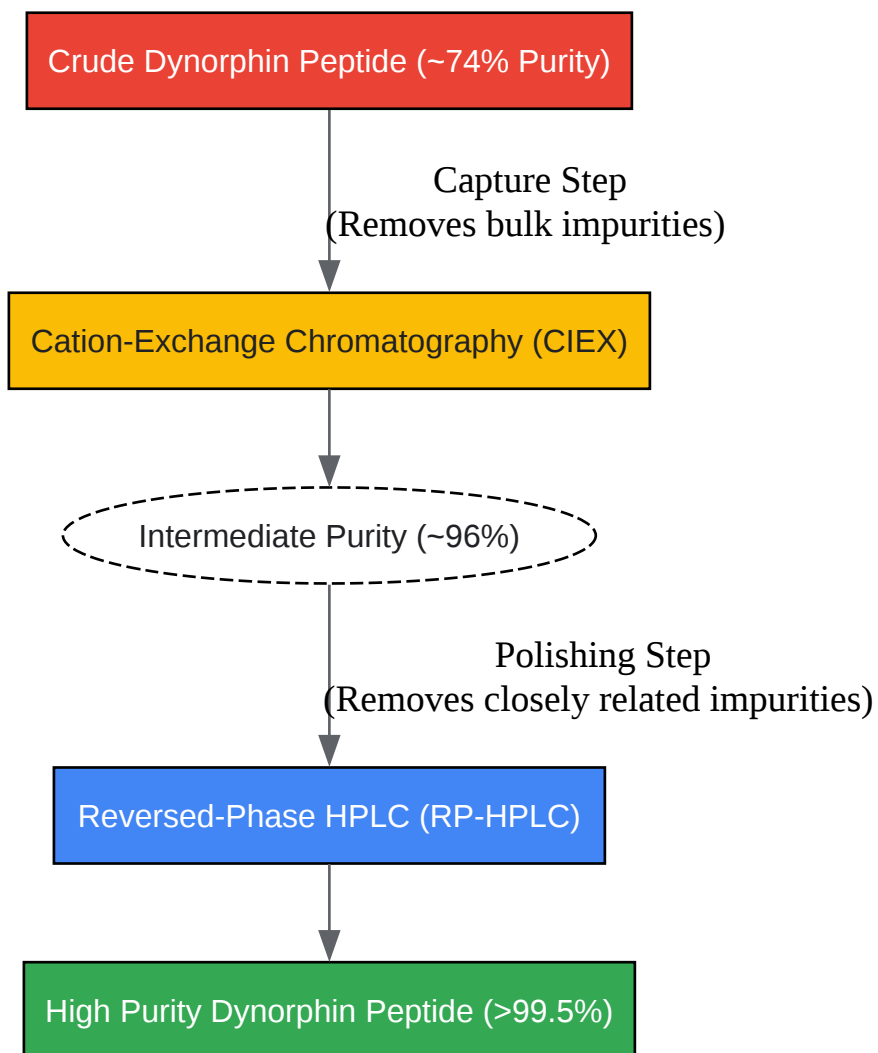 Crude Dynorphin Peptide (~74% Purity)
Capture Step
(Removes bulk impurities)
Cation-Exchange Chromatography (CIEX)
Intermediate Purity (~96%)
Polishing Step
(Removes closely related impurities)
Reversed-Phase HPLC (RP-HPLC)
High Purity Dynorphin Peptide (>99.5%)